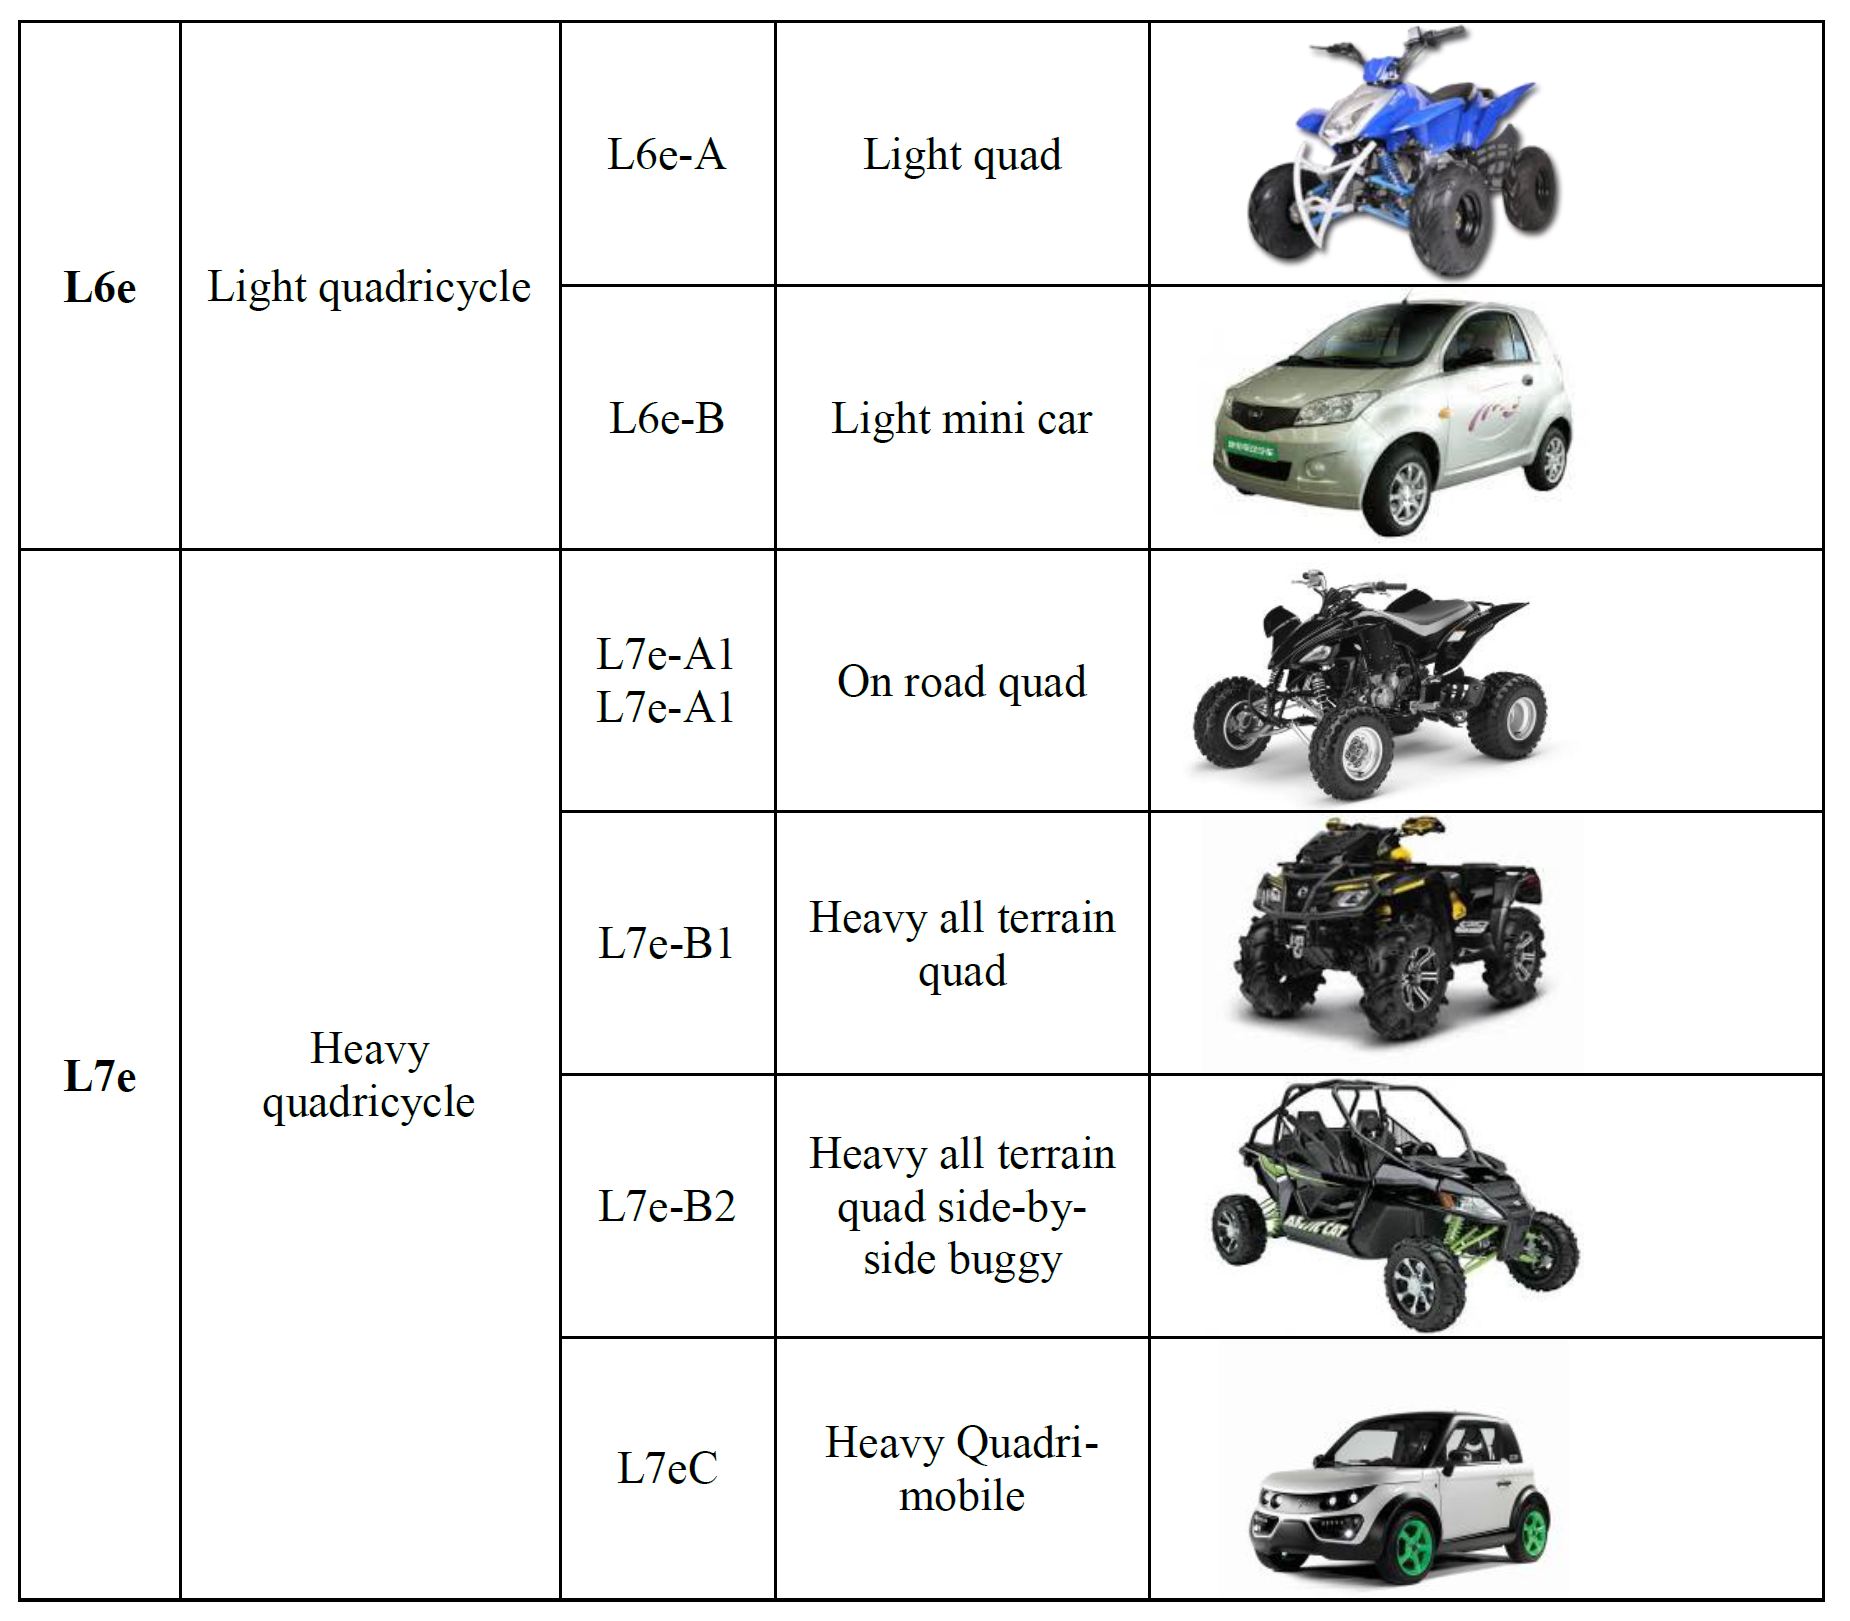 L6e
Light quadricycle
L6e-A
Light quad
L6e-B
Light mini car
L7e
Heavy
quadricycle
L7e-A1
L7e-A1
On road quad
L7e-B1
Heavy all terrain
quad
L7e-B2
Heavy all terrain
quad side-by-
side buggy
ARCTIC CAT
L7eC
Heavy Quadri-
mobile